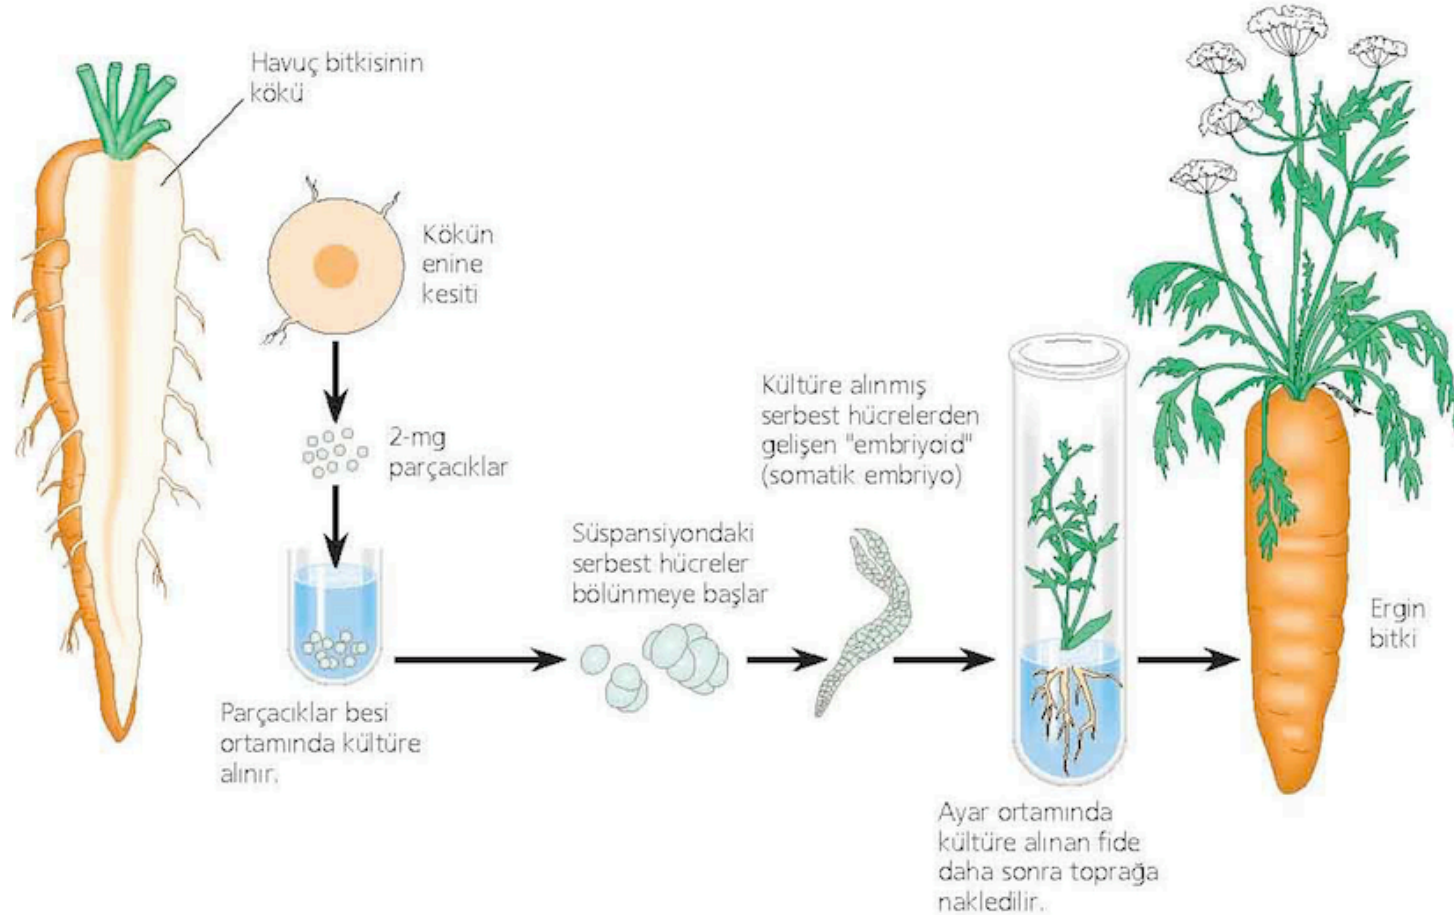 Havuç bitkisinin
kökü
Kökün
enine
kesiti
2-mg
parçacıklar
Parçacıklar besi
ortamında kültüre
alınır.
Süspansiyondaki
serbest hücreler
bölünmeye başlar
Kültüre alınmış
serbest hücrelerden
gelişen "embriyoid"
(somatik embriyo)
Ayar ortamında
kültüre alınan fide
daha sonra toprağa
nakledilir.
Ergin
bitki